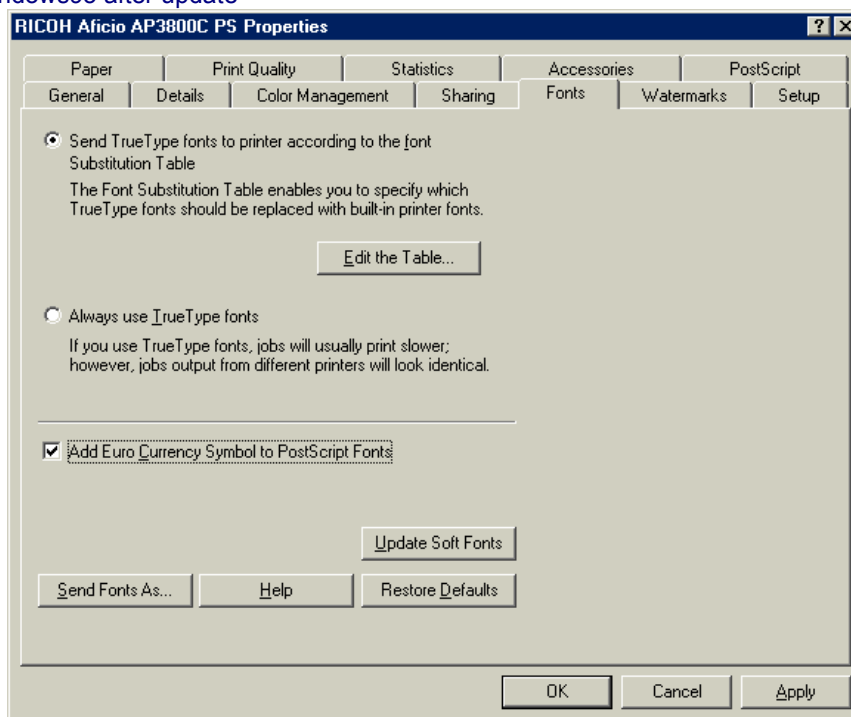 after update
RICOH Aficio AP3800C PS Properties
Paper Print Quality Statistics Accessories PostScript
General Details Color Management Sharing Fonts Watermarks Setup
Send TrueType fonts to printer according to the font
Substitution Table
The Font Substitution Table enables you to specify which
TrueType fonts should be replaced with built-in printer fonts.
Edit the Table...
Always use TrueType fonts
If you use TrueType fonts, jobs will usually print slower;
however, jobs output from different printers will look identical.
Add Euro Currency Symbol to PostScript Fonts
Update Soft Fonts
Send Fonts As... Help Restore Defaults
OK Cancel Apply